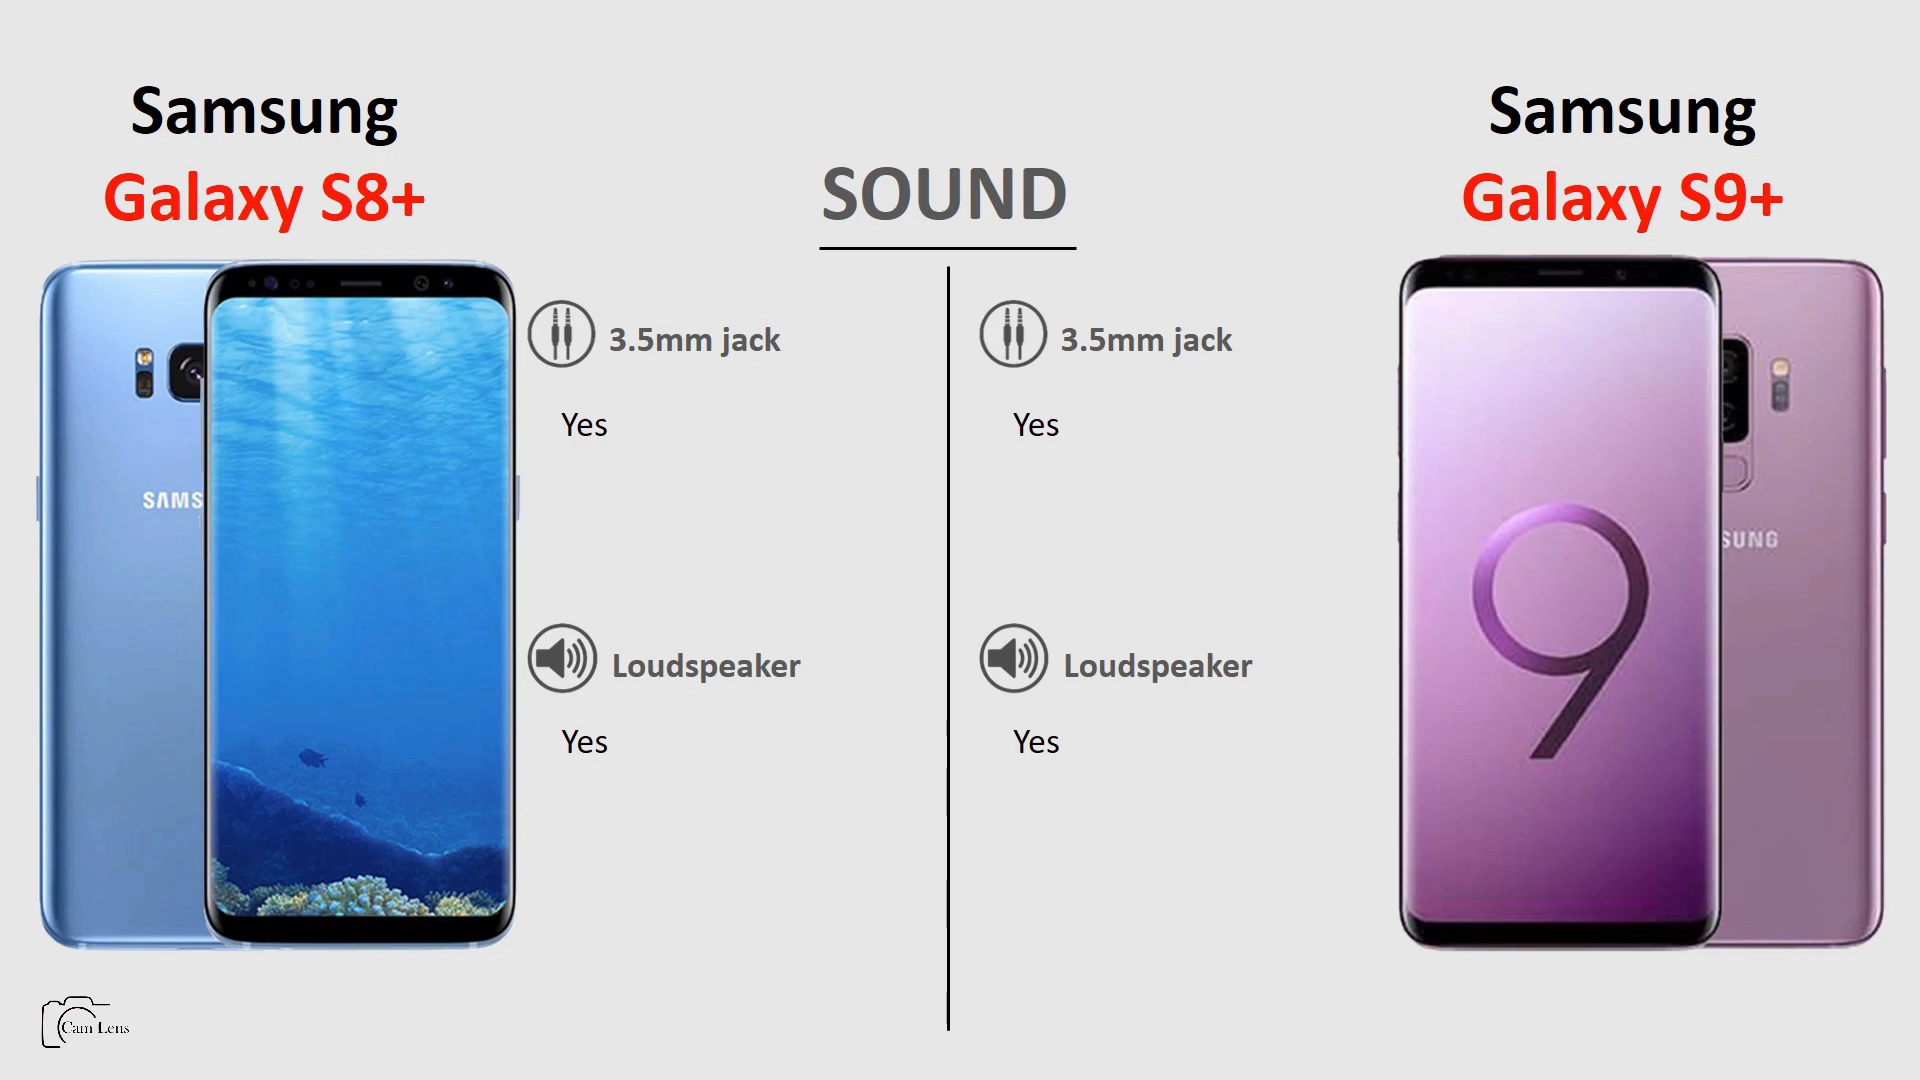 Samsung
Galaxy S8+
SOUND
Samsung
Galaxy S9+
3.5mm jack
Yes
Loudspeaker
Yes
3.5mm jack
Yes
Loudspeaker
Yes
SAMS
SUNG
9
Cam Lens